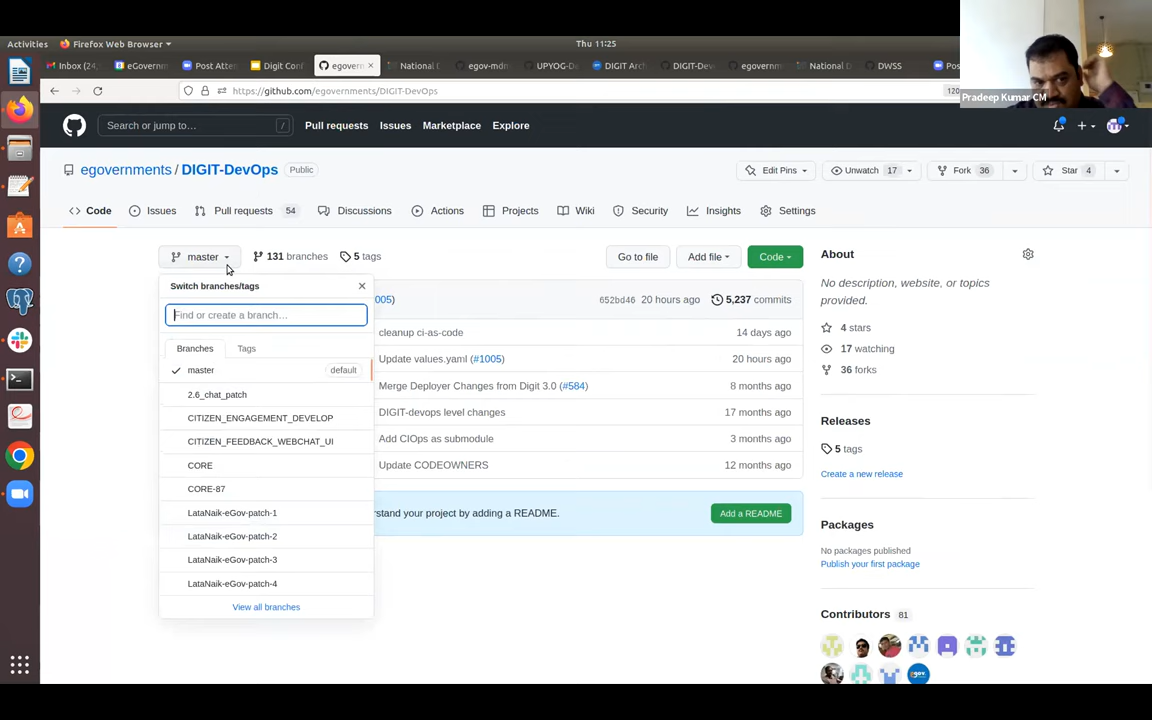 Activities
Firefox Web Browser
Thu 11:25
Inbox (24,
eGovernm
Post Atten
Digit Conf
egovern
National D
egov-mdm
UPYOG-De
DIGIT Arc
DIGIT-Dev
egovernm
National D
DWSS
Pos
https://github.com/egovernments/DIGIT-DevOps
120
Pradeep Kumar CM
Search or jump to...
/
Pull requests
Issues
Marketplace
Explore
egovernments / DIGIT-DevOps
Public
Edit Pins
Unwatch 17
Fork 36
Star 4
Code
Issues
Pull requests 54
Discussions
Actions
Projects
Wiki
Security
Insights
Settings
master
131 branches
5 tags
Go to file
Add file
Code
Switch branches/tags
Find or create a branch…
Branches
Tags
master default
2.6_chat_patch
CITIZEN_ENGAGEMENT_DEVELOP
CITIZEN_FEEDBACK_WEBCHAT_UI
CORE
CORE-87
LataNaik-eGov-patch-1
LataNaik-eGov-patch-2
LataNaik-eGov-patch-3
LataNaik-eGov-patch-4
View all branches
005)
652bd46 20 hours ago
5,237 commits
cleanup ci-as-code 14 days ago
Update values.yaml (#1005) 20 hours ago
Merge Deployer Changes from Digit 3.0 (#584) 8 months ago
DIGIT-devops level changes 17 months ago
Add CIOps as submodule 3 months ago
Update CODEOWNERS 12 months ago
stand your project by adding a README.
Add a README
About
No description, website, or topics
provided.
4 stars
17 watching
36 forks
Releases
5 tags
Create a new release
Packages
No packages published
Publish your first package
Contributors 81
egov